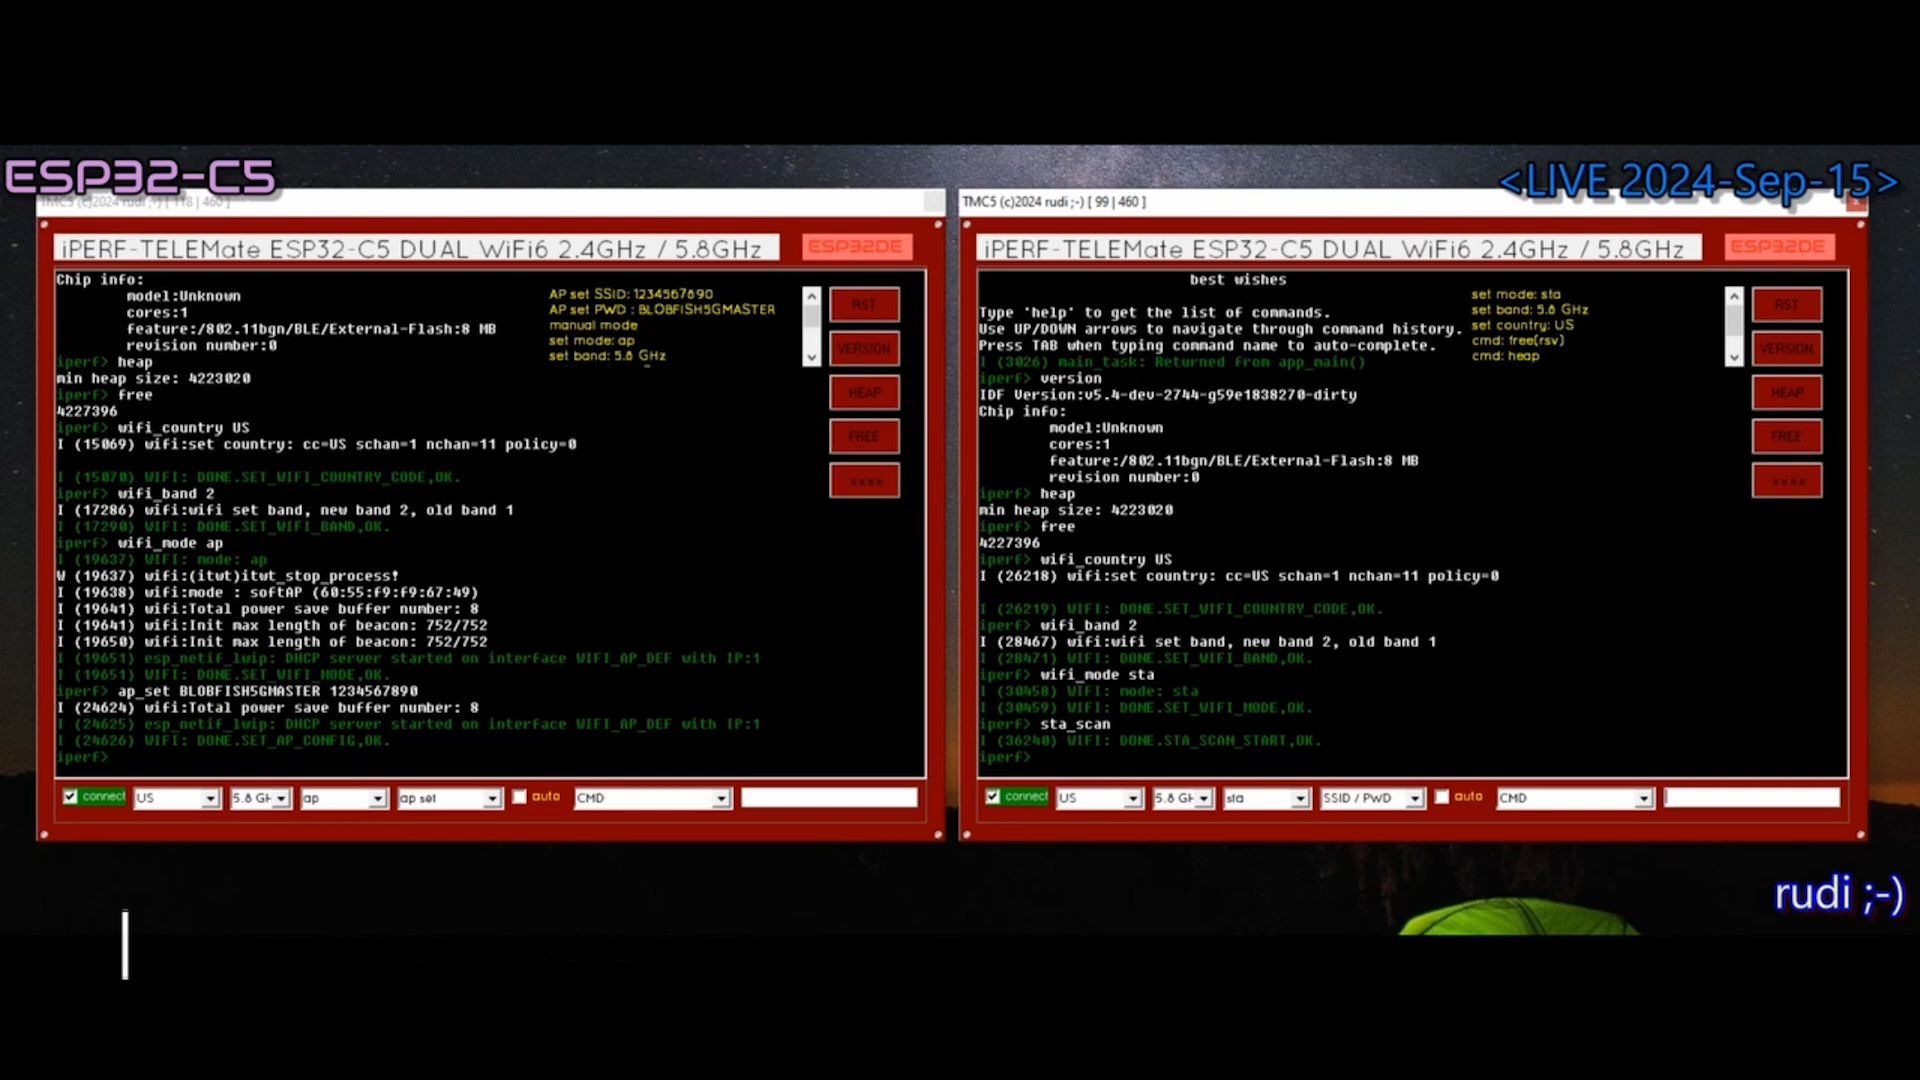 ESP32-C5
<LIVE 2024-Sep-15>
TMC5 (c)2024 rudi ;-) [ 118 | 460 ]
iPERF-TELEMate ESP32-C5 DUAL WiFi6 2.4GHz / 5.8GHz
ESP32DE
Chip info:
model:Unknown
cores:1
feature:/802.11bgn/BLE/External-Flash:8 MB
revision number:0
iperf> heap
min heap size: 4223020
iperf> free
4227396
iperf> wifi_country US
I (15069) wifi:set country: cc=US schan=1 nchan=11 policy=0
I (15070) WIFI: DONE.SET_WIFI_COUNTRY_CODE,OK.
iperf> wifi_band 2
I (17286) wifi:wifi set band, new band 2, old band 1
I (17290) WIFI: DONE.SET_WIFI_BAND,OK.
iperf> wifi_mode ap
I (19637) WIFI: mode: ap
W (19637) wifi:(itwt)itwt_stop_process!
I (19638) wifi:mode : softAP (60:55:f9:f9:67:49)
I (19641) wifi:Total power save buffer number: 8
I (19641) wifi:Init max length of beacon: 752/752
I (19650) wifi:Init max length of beacon: 752/752
I (19651) esp_netif_lwip: DHCP server started on interface WIFI_AP_DEF with IP:1
I (19651) WIFI: DONE.SET_WIFI_MODE,OK.
iperf> ap_set BLOBFISH5GMASTER 1234567890
I (24624) wifi:Total power save buffer number: 8
I (24625) esp_netif_lwip: DHCP server started on interface WIFI_AP_DEF with IP:1
I (24626) WIFI: DONE.SET_AP_CONFIG,OK.
iperf>
AP set SSID: 1234567890
AP set PWD : BLOBFISH5GMASTER
manual mode
set mode: ap
set band: 5.8 GHz
RST
VERSION
HEAP
FREE
××××
connect US 5.8 GH ap ap set auto CMD
TMC5 (c)2024 rudi ;-) [ 99 | 460 ]
iPERF-TELEMate ESP32-C5 DUAL WiFi6 2.4GHz / 5.8GHz
ESP32DE
best wishes
Type 'help' to get the list of commands.
Use UP/DOWN arrows to navigate through command history.
Press TAB when typing command name to auto-complete.
I (3026) main_task: Returned from app_main()
iperf> version
IDF Version:v5.4-dev-2744-g59e1838270-dirty
Chip info:
model:Unknown
cores:1
feature:/802.11bgn/BLE/External-Flash:8 MB
revision number:0
iperf> heap
min heap size: 4223020
iperf> free
4227396
iperf> wifi_country US
I (26218) wifi:set country: cc=US schan=1 nchan=11 policy=0
I (26219) WIFI: DONE.SET_WIFI_COUNTRY_CODE,OK.
iperf> wifi_band 2
I (28467) wifi:wifi set band, new band 2, old band 1
I (28471) WIFI: DONE.SET_WIFI_BAND,OK.
iperf> wifi_mode sta
I (30458) WIFI: mode: sta
I (30459) WIFI: DONE.SET_WIFI_MODE,OK.
iperf> sta_scan
I (36240) WIFI: DONE.STA_SCAN_START,OK.
iperf>
set mode: sta
set band: 5.8 GHz
set country: US
cmd: free(rsv)
cmd: heap
RST
VERSION
HEAP
FREE
××××
connect US 5.8 GH sta SSID / PWD auto CMD
rudi ;-)